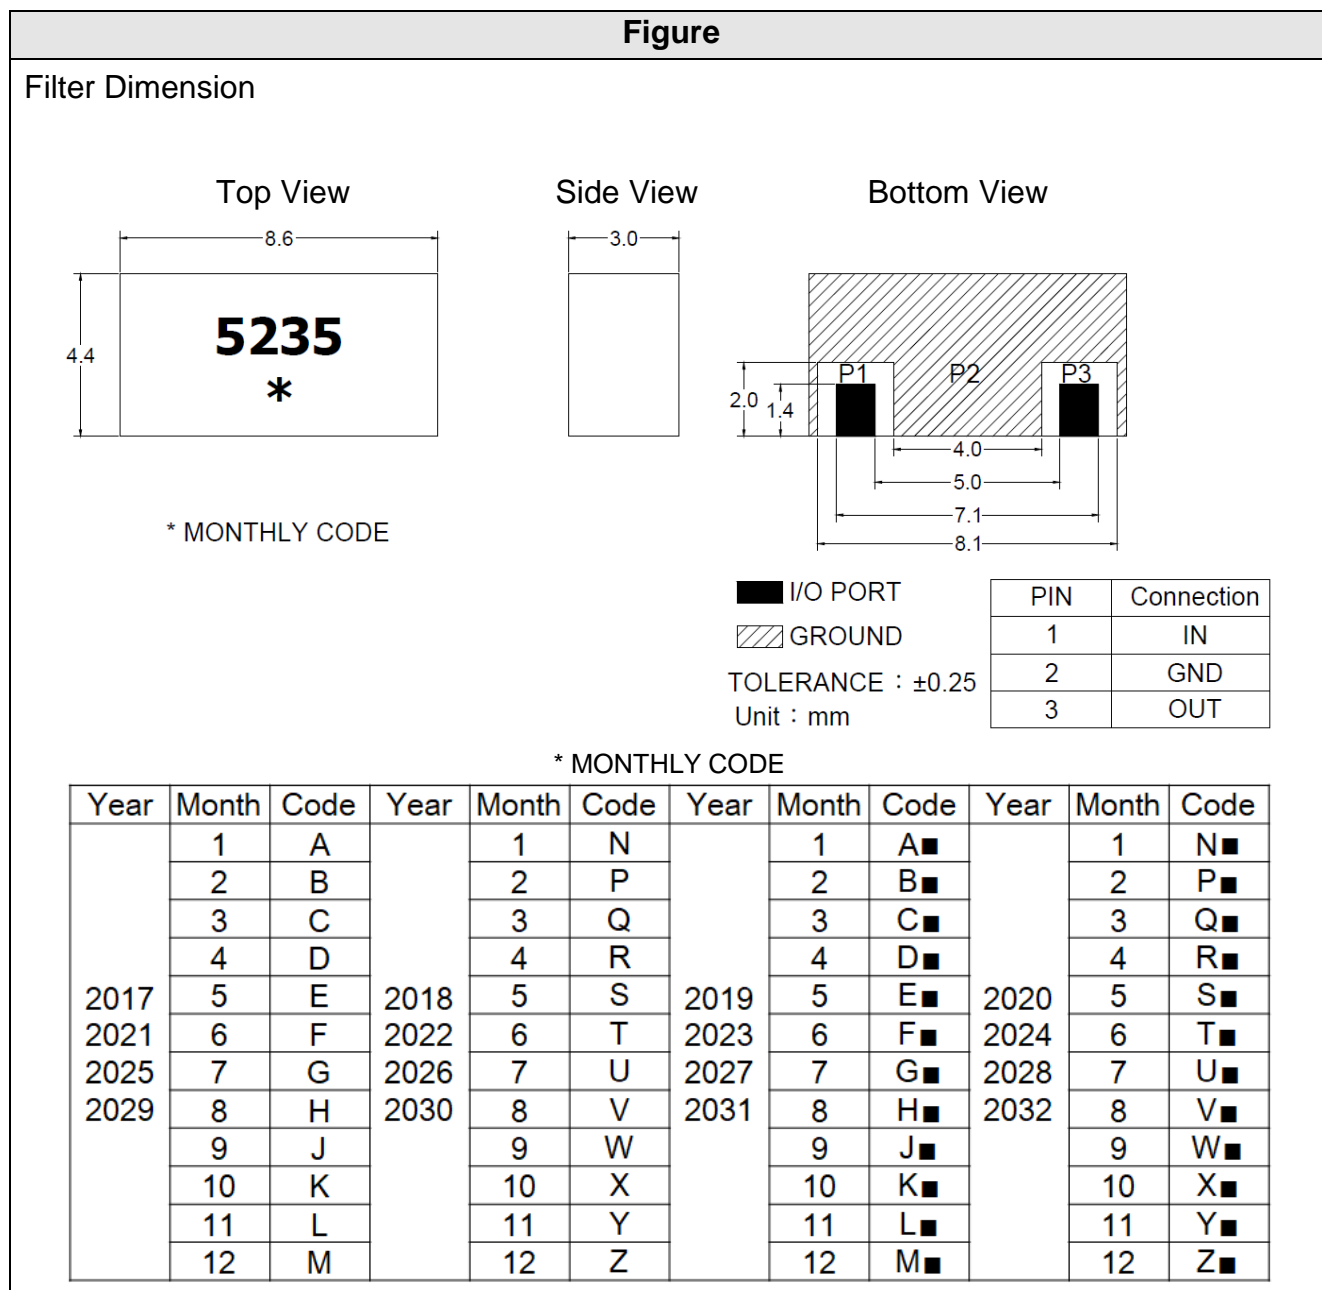 Figure
Filter Dimension
Top View Side View Bottom View
8.6 3.0
5235
*
4.4
P1 P2 P3
2.0 1.4
4.0
5.0
7.1
8.1
* MONTHLY CODE
I/O PORT
GROUND
TOLERANCE：±0.25
Unit：mm
PIN Connection
1 IN
2 GND
3 OUT
* MONTHLY CODE
Year Month Code Year Month Code Year Month Code Year Month Code
1 A 1 N 1 A■ 1 N■
2 B 2 P 2 B■ 2 P■
3 C 3 Q 3 C■ 3 Q■
4 D 4 R 4 D■ 4 R■
2017 5 E 2018 5 S 2019 5 E■ 2020 5 S■
2021 6 F 2022 6 T 2023 6 F■ 2024 6 T■
2025 7 G 2026 7 U 2027 7 G■ 2028 7 U■
2029 8 H 2030 8 V 2031 8 H■ 2032 8 V■
9 J 9 W 9 J■ 9 W■
10 K 10 X 10 K■ 10 X■
11 L 11 Y 11 L■ 11 Y■
12 M 12 Z 12 M■ 12 Z■